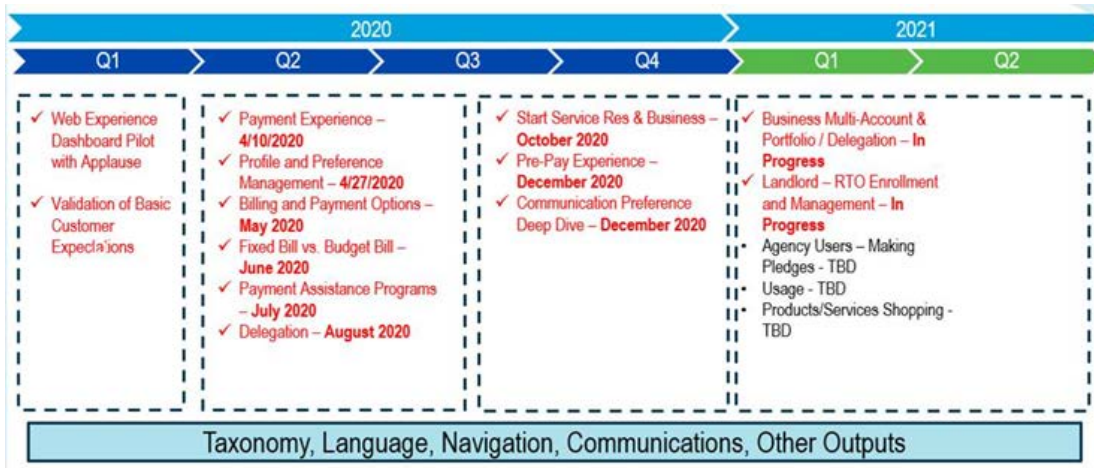 2020
2021
Q1
Q2
Q3
Q4
Q1
Q2
✓ Web Experience
Dashboard Pilot
with Applause
✓ Validation of Basic
Customer
Expectations
✓ Payment Experience –
4/10/2020
✓ Profile and Preference
Management – 4/27/2020
✓ Billing and Payment Options –
May 2020
✓ Fixed Bill vs. Budget Bill –
June 2020
✓ Payment Assistance Programs
– July 2020
✓ Delegation – August 2020
✓ Start Service Res & Business –
October 2020
✓ Pre-Pay Experience –
December 2020
✓ Communication Preference
Deep Dive – December 2020
✓ Business Multi-Account &
Portfolio / Delegation – In
Progress
✓ Landlord – RTO Enrollment
and Management – In
Progress
• Agency Users – Making
Pledges - TBD
• Usage - TBD
• Products/Services Shopping -
TBD
Taxonomy, Language, Navigation, Communications, Other Outputs